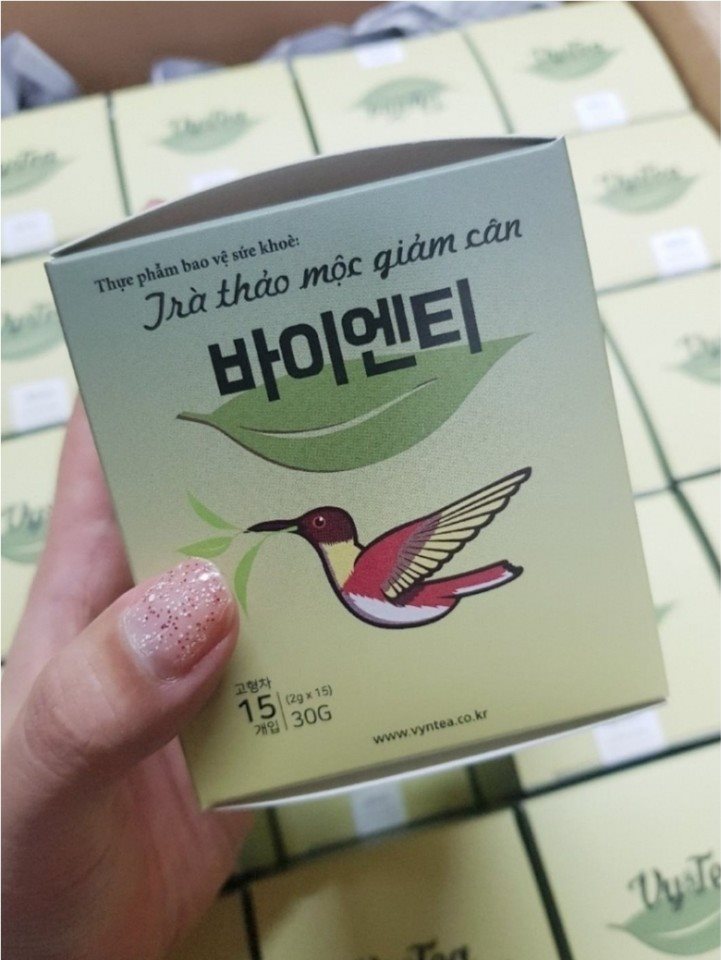 Thực phẩm bao vệ sức khoẻ:
Trà thảo mộc giảm cân
바이엔티
고형차
15
개입
(2g x 15)
30G
www.vyntea.co.kr
VyTea
VyTea